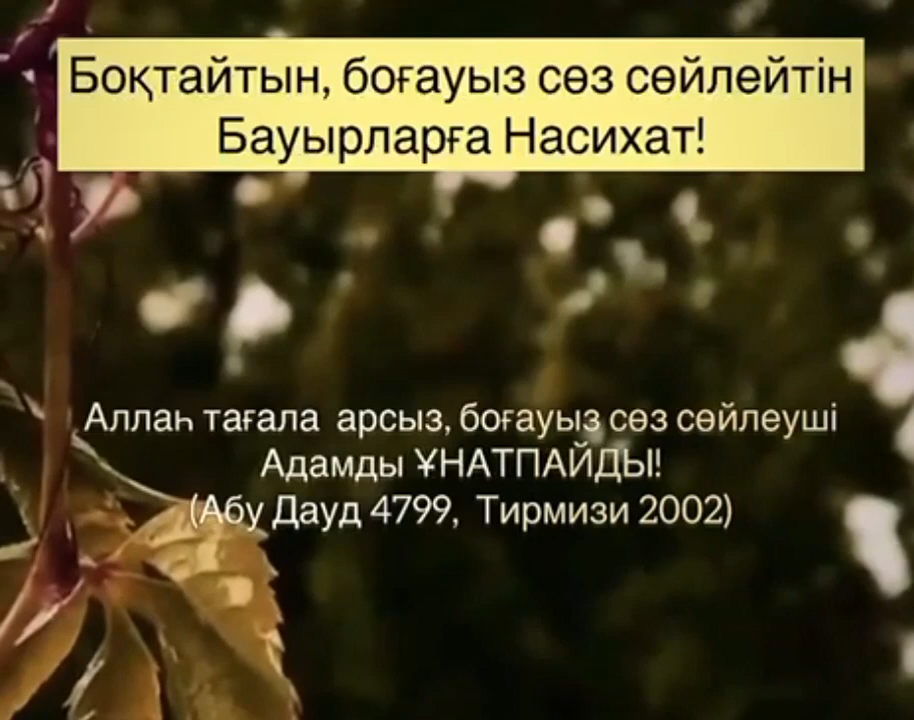 Боқтайтын, боғауыз сөз сөйлейтін
Бауырларға Насихат!
Аллаһ тағала арсыз, боғауыз сөз сөйлеуші
Адамды ҰНАТПАЙДЫ!
(Абу Дауд 4799, Тирмизи 2002)